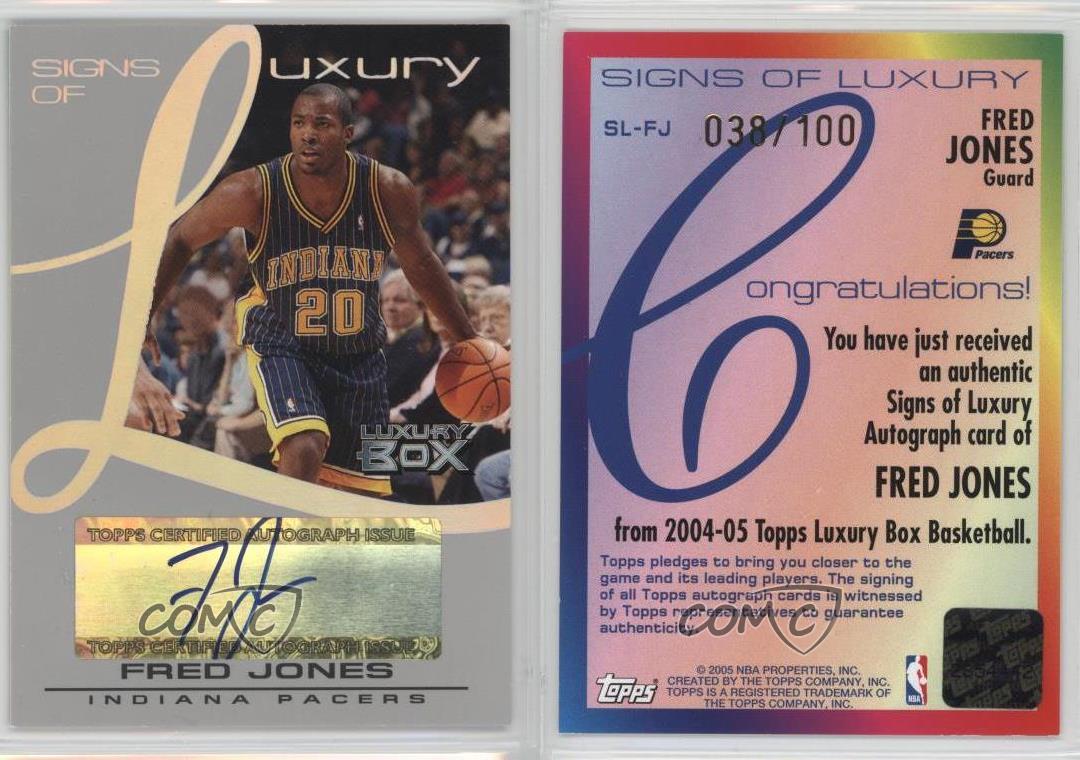 SIGNS
OF
Luxury
INDIANA
20
LUXURY
BOX
TOPPS CERTIFIED AUTOGRAPH ISSUE
COMC
TOPPS CERTIFIED AUTOGRAPH ISSUE
FRED JONES
INDIANA PACERS
SIGNS OF LUXURY
SL-FJ 038/100
FRED
JONES
Guard
Pacers
Congratulations!
You have just received
an authentic
Signs of Luxury
Autograph card of
FRED JONES
from 2004-05 Topps Luxury Box Basketball.
Topps pledges to bring you closer to the
game and its leading players. The signing
of all Topps autograph cards is witnessed
by Topps representatives to guarantee
authenticity.
COMC
topps
© 2005 NBA PROPERTIES, INC.
CREATED BY THE TOPPS COMPANY, INC.
TOPPS IS A REGISTERED TRADEMARK OF
THE TOPPS COMPANY, INC.
NBA